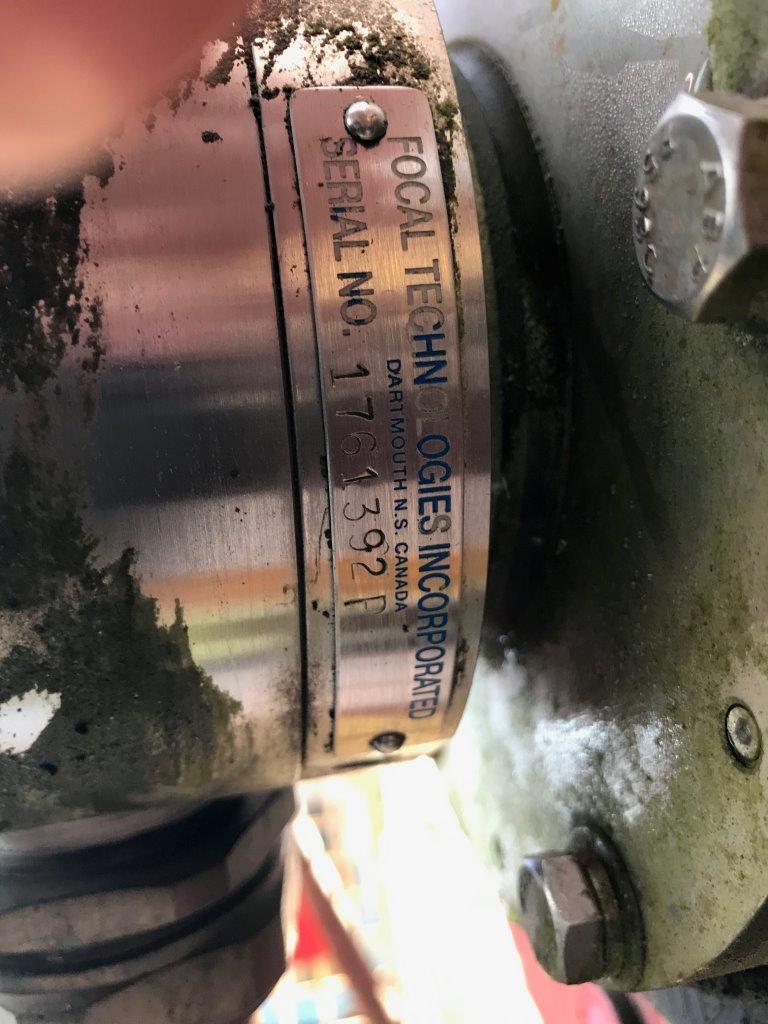 FOCAL TECHNOLOGIES INCORPORATED
DARTMOUTH N.S. CANADA
SERIAL NO. 1761392P